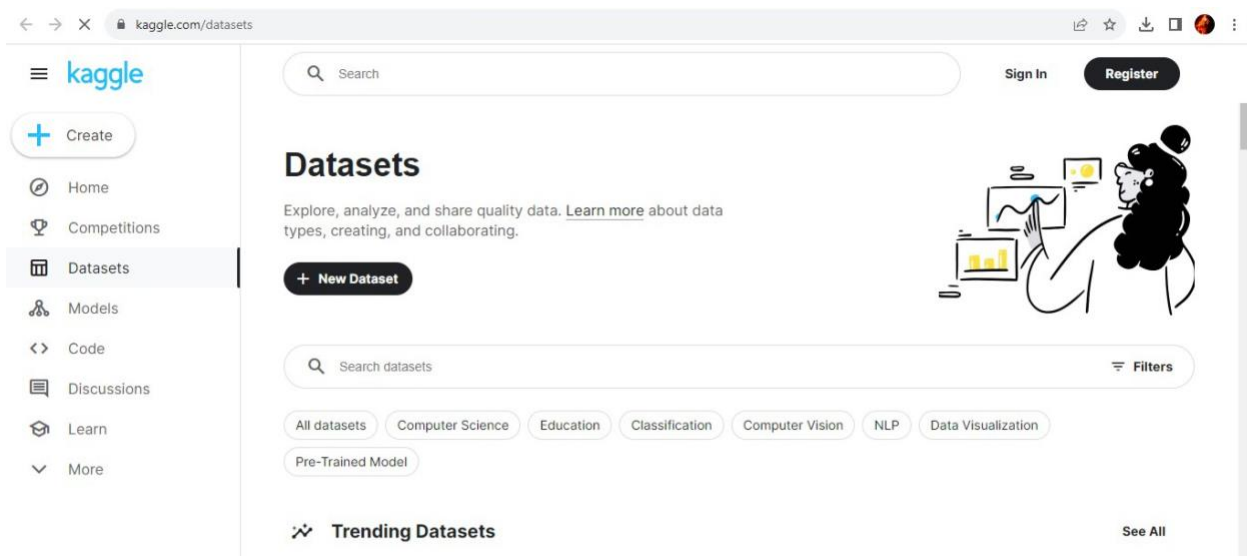 kaggle.com/datasets
kaggle
Search
Sign In
Register
Create
Home
Competitions
Datasets
Models
Code
Discussions
Learn
More
Datasets
Explore, analyze, and share quality data. Learn more about data
types, creating, and collaborating.
+ New Dataset
Search datasets
Filters
All datasets
Computer Science
Education
Classification
Computer Vision
NLP
Data Visualization
Pre-Trained Model
Trending Datasets
See All